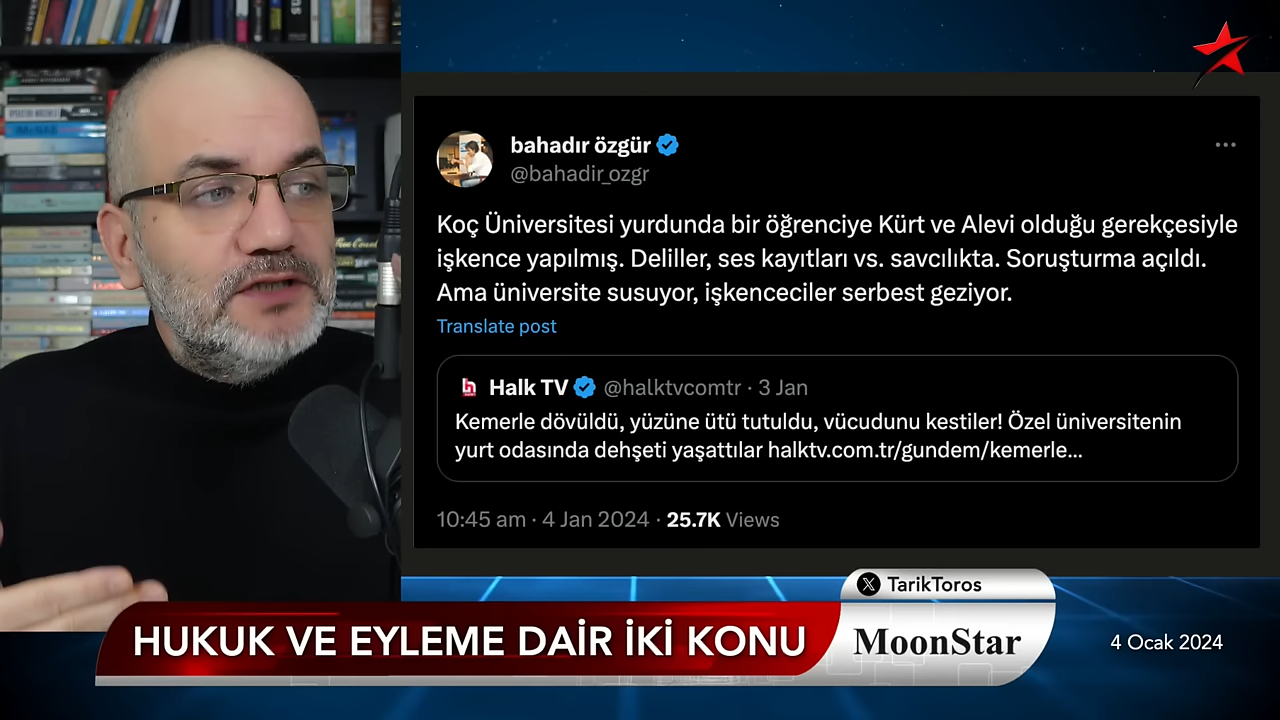 bahadır özgür
@bahadir_ozgr
Koç Üniversitesi yurdunda bir öğrenciye Kürt ve Alevi olduğu gerekçesiyle
işkence yapılmış. Deliller, ses kayıtları vs. savcılıkta. Soruşturma açıldı.
Ama üniversite susuyor, işkenceciler serbest geziyor.
Translate post
Halk TV @halktvcomtr · 3 Jan
Kemerle dövüldü, yüzüne ütü tutuldu, vücudunu kestiler! Özel üniversitenin
yurt odasında dehşeti yaşattılar halktv.com.tr/gundem/kemerle...
10:45 am · 4 Jan 2024 · 25.7K Views
TarikToros
HUKUK VE EYLEME DAİR İKİ KONU
MoonStar
4 Ocak 2024